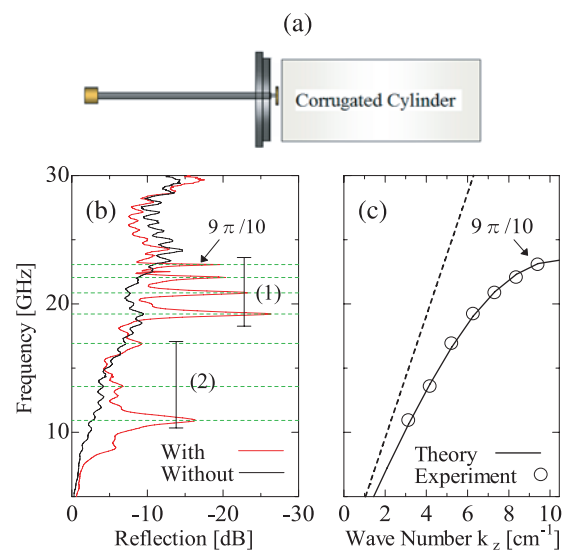 (a)
Corrugated Cylinder
(b)
9 π/10
(1)
(2)
With
Without
30
20
10
Frequency [GHz]
0
-10
-20
-30
Reflection [dB]
(c)
9 π/10
Theory
Experiment
0
2
4
6
8
10
Wave Number k_z [cm⁻¹]